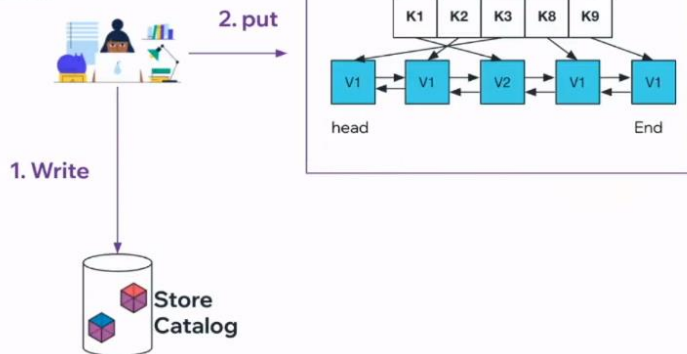 2. put
K1 K2 K3 K8 K9
V1 V1 V2 V1 V1
head End
1. Write
Store
Catalog